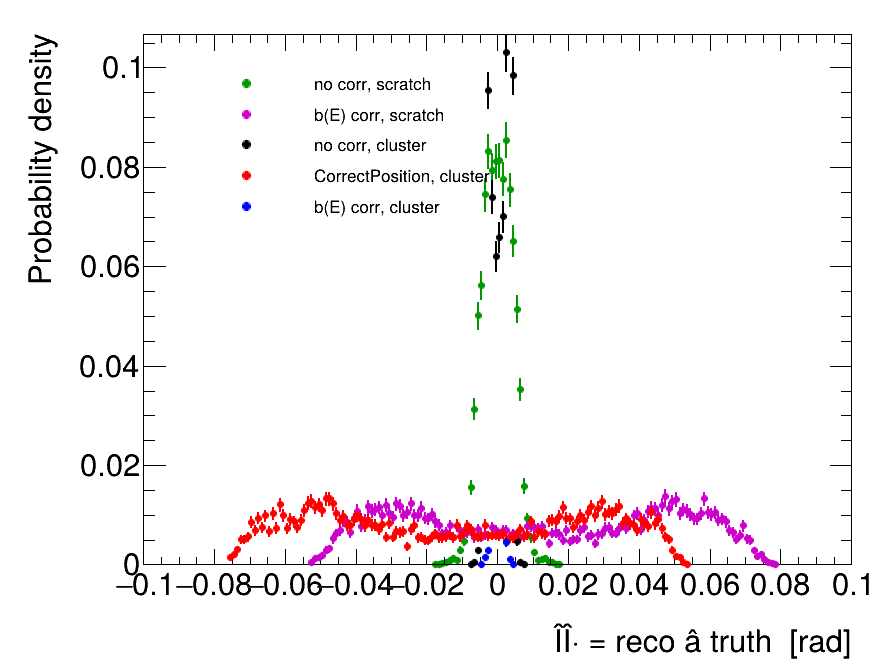 Probability density
0.1
0.08
0.06
0.04
0.02
0
no corr, scratch
b(E) corr, scratch
no corr, cluster
CorrectPosition, cluster
b(E) corr, cluster
−0.1 −0.08 −0.06 −0.04 −0.02 0 0.02 0.04 0.06 0.08 0.1
ÎÎ· = reco â truth [rad]